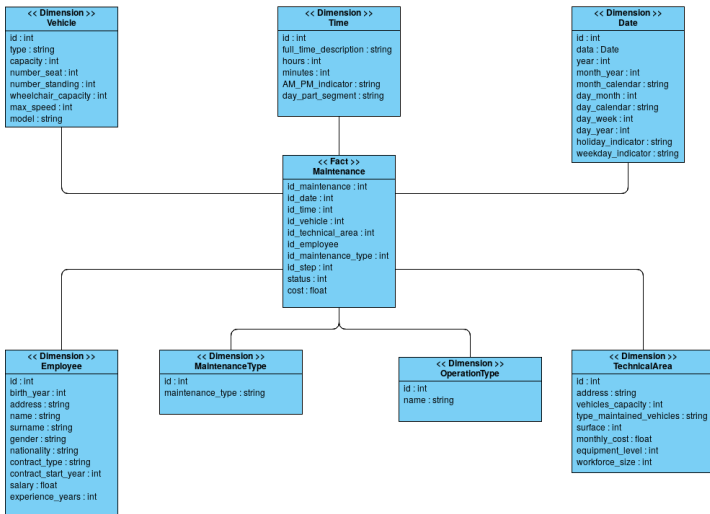 << Dimension >>
Vehicle
id : int
type : string
capacity : int
number_seat : int
number_standing : int
wheelchair_capacity : int
max_speed : int
model : string
<< Dimension >>
Time
id : int
full_time_description : string
hours : int
minutes : int
AM_PM_indicator : string
day_part_segment : string
<< Dimension >>
Date
id : int
data : Date
year : int
month_year : int
month_calendar : string
day_month : int
day_calendar : string
day_week : int
day_year : int
holiday_indicator : string
weekday_indicator : string
<< Fact >>
Maintenance
id_maintenance : int
id_date : int
id_time : int
id_vehicle : int
id_technical_area : int
id_employee
id_maintenance_type : int
id_step : int
status : int
cost : float
<< Dimension >>
Employee
id : int
birth_year : int
address : string
name : string
surname : string
gender : string
nationality : string
contract_type : string
contract_start_year : int
salary : float
experience_years : int
<< Dimension >>
MaintenanceType
id : int
maintenance_type : string
<< Dimension >>
OperationType
id : int
name : string
<< Dimension >>
TechnicalArea
id : int
address : string
vehicles_capacity : int
type_maintained_vehicles : string
surface : int
monthly_cost : float
equipment_level : int
workforce_size : int